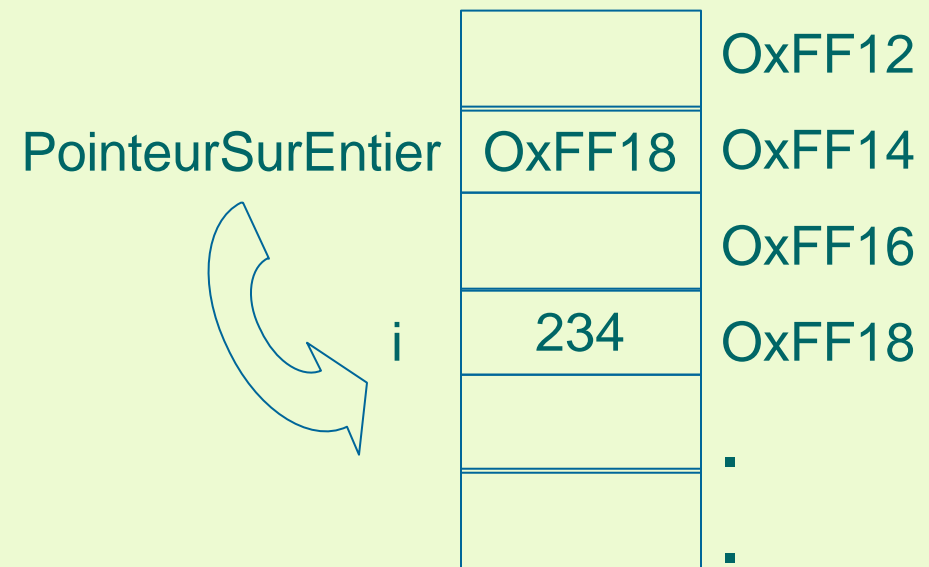 OxFF12
PointeurSurEntier OxFF18 OxFF14
OxFF16
i 234 OxFF18
.
.